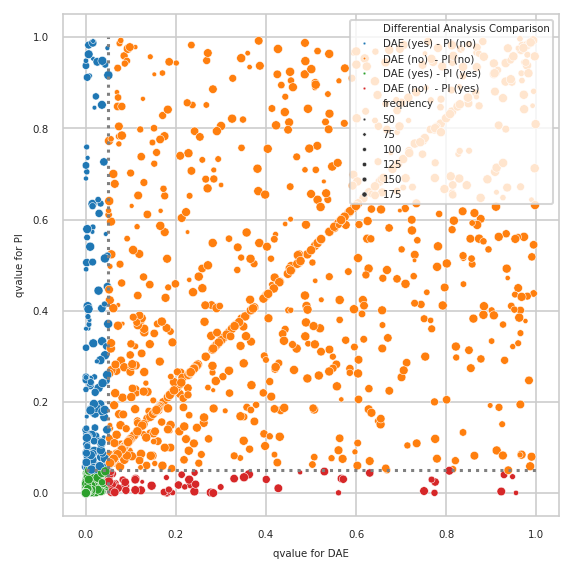 Differential Analysis Comparison
DAE (yes) - PI (no)
DAE (no) - PI (no)
DAE (yes) - PI (yes)
DAE (no)  - PI (yes)
frequency
50
75
100
125
150
175
1.0
0.8
0.6
0.4
0.2
0.0
qvalue for PI
0.0 0.2 0.4 0.6 0.8 1.0
qvalue for DAE